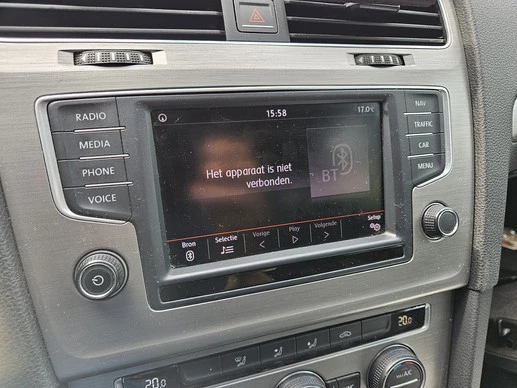 RADIO
MEDIA
PHONE
VOICE
15:58
17.0°C
Het apparaat is niet
verbonden.
BT
Bron
Selectie
Vorige
Play
Volgende
Setup
NAV
TRAFFIC
CAR
MENU
20.0
20.0
MAX A/C